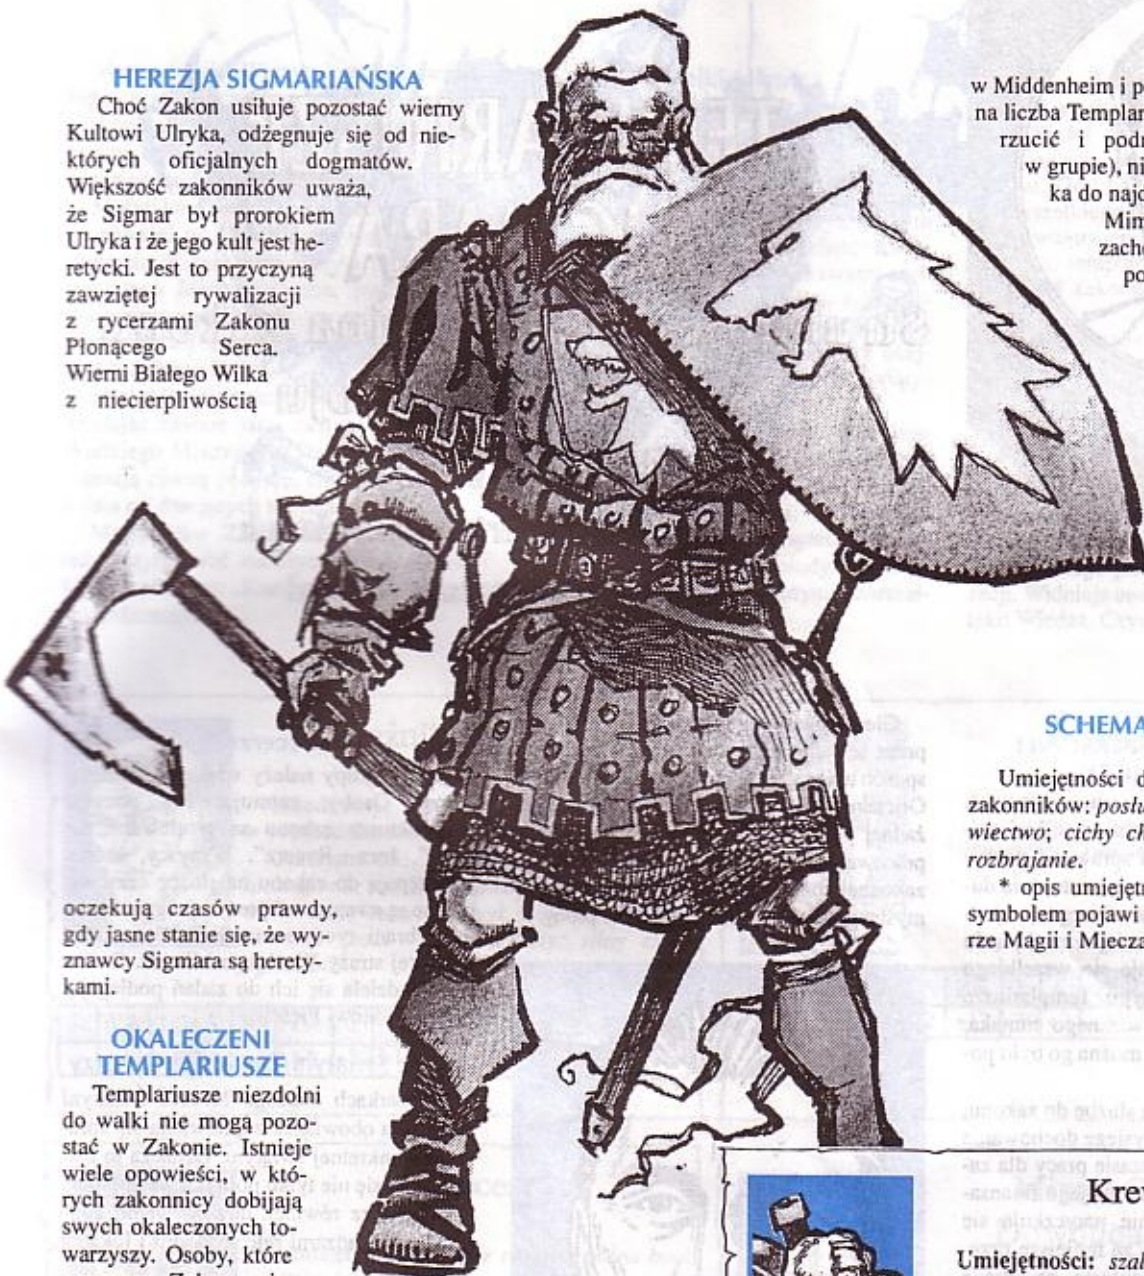 HEREZJA SIGMARIAŃSKA
Choć Zakon usiłuje pozostać wierny
Kultowi Ulryka, odżegnuje się od nie-
których oficjalnych dogmatów.
Większość zakonników uważa,
że Sigmar był prorokiem
Ulryka i że jego kult jest he-
retycki. Jest to przyczyną
zawziętej rywalizacji
z rycerzami Zakonu
Płonącego Serca.
Wierni Białego Wilka
z niecierpliwością
oczekują czasów prawdy,
gdy jasne stanie się, że wy-
znawcy Sigmara są herety-
kami.
OKALECZENI
TEMPLARIUSZE
Templariusze niezdolni
do walki nie mogą pozo-
stać w Zakonie. Istnieje
wiele opowieści, w któ-
rych zakonnicy dobijają
swych okaleczonych to-
warzyszy. Osoby, które
w Middenheim i p
na liczba Templar
rzucić i podr
w grupie), ni
ka do najc
Min
zach
po
SCHEMA
Umiejętności d
zakonników: posłu
wiectwo; cichy ch
rozbrajanie.
* opis umiejętn
symbolem pojawi
rze Magii i Miecza
Krew
Umiejętności: sza